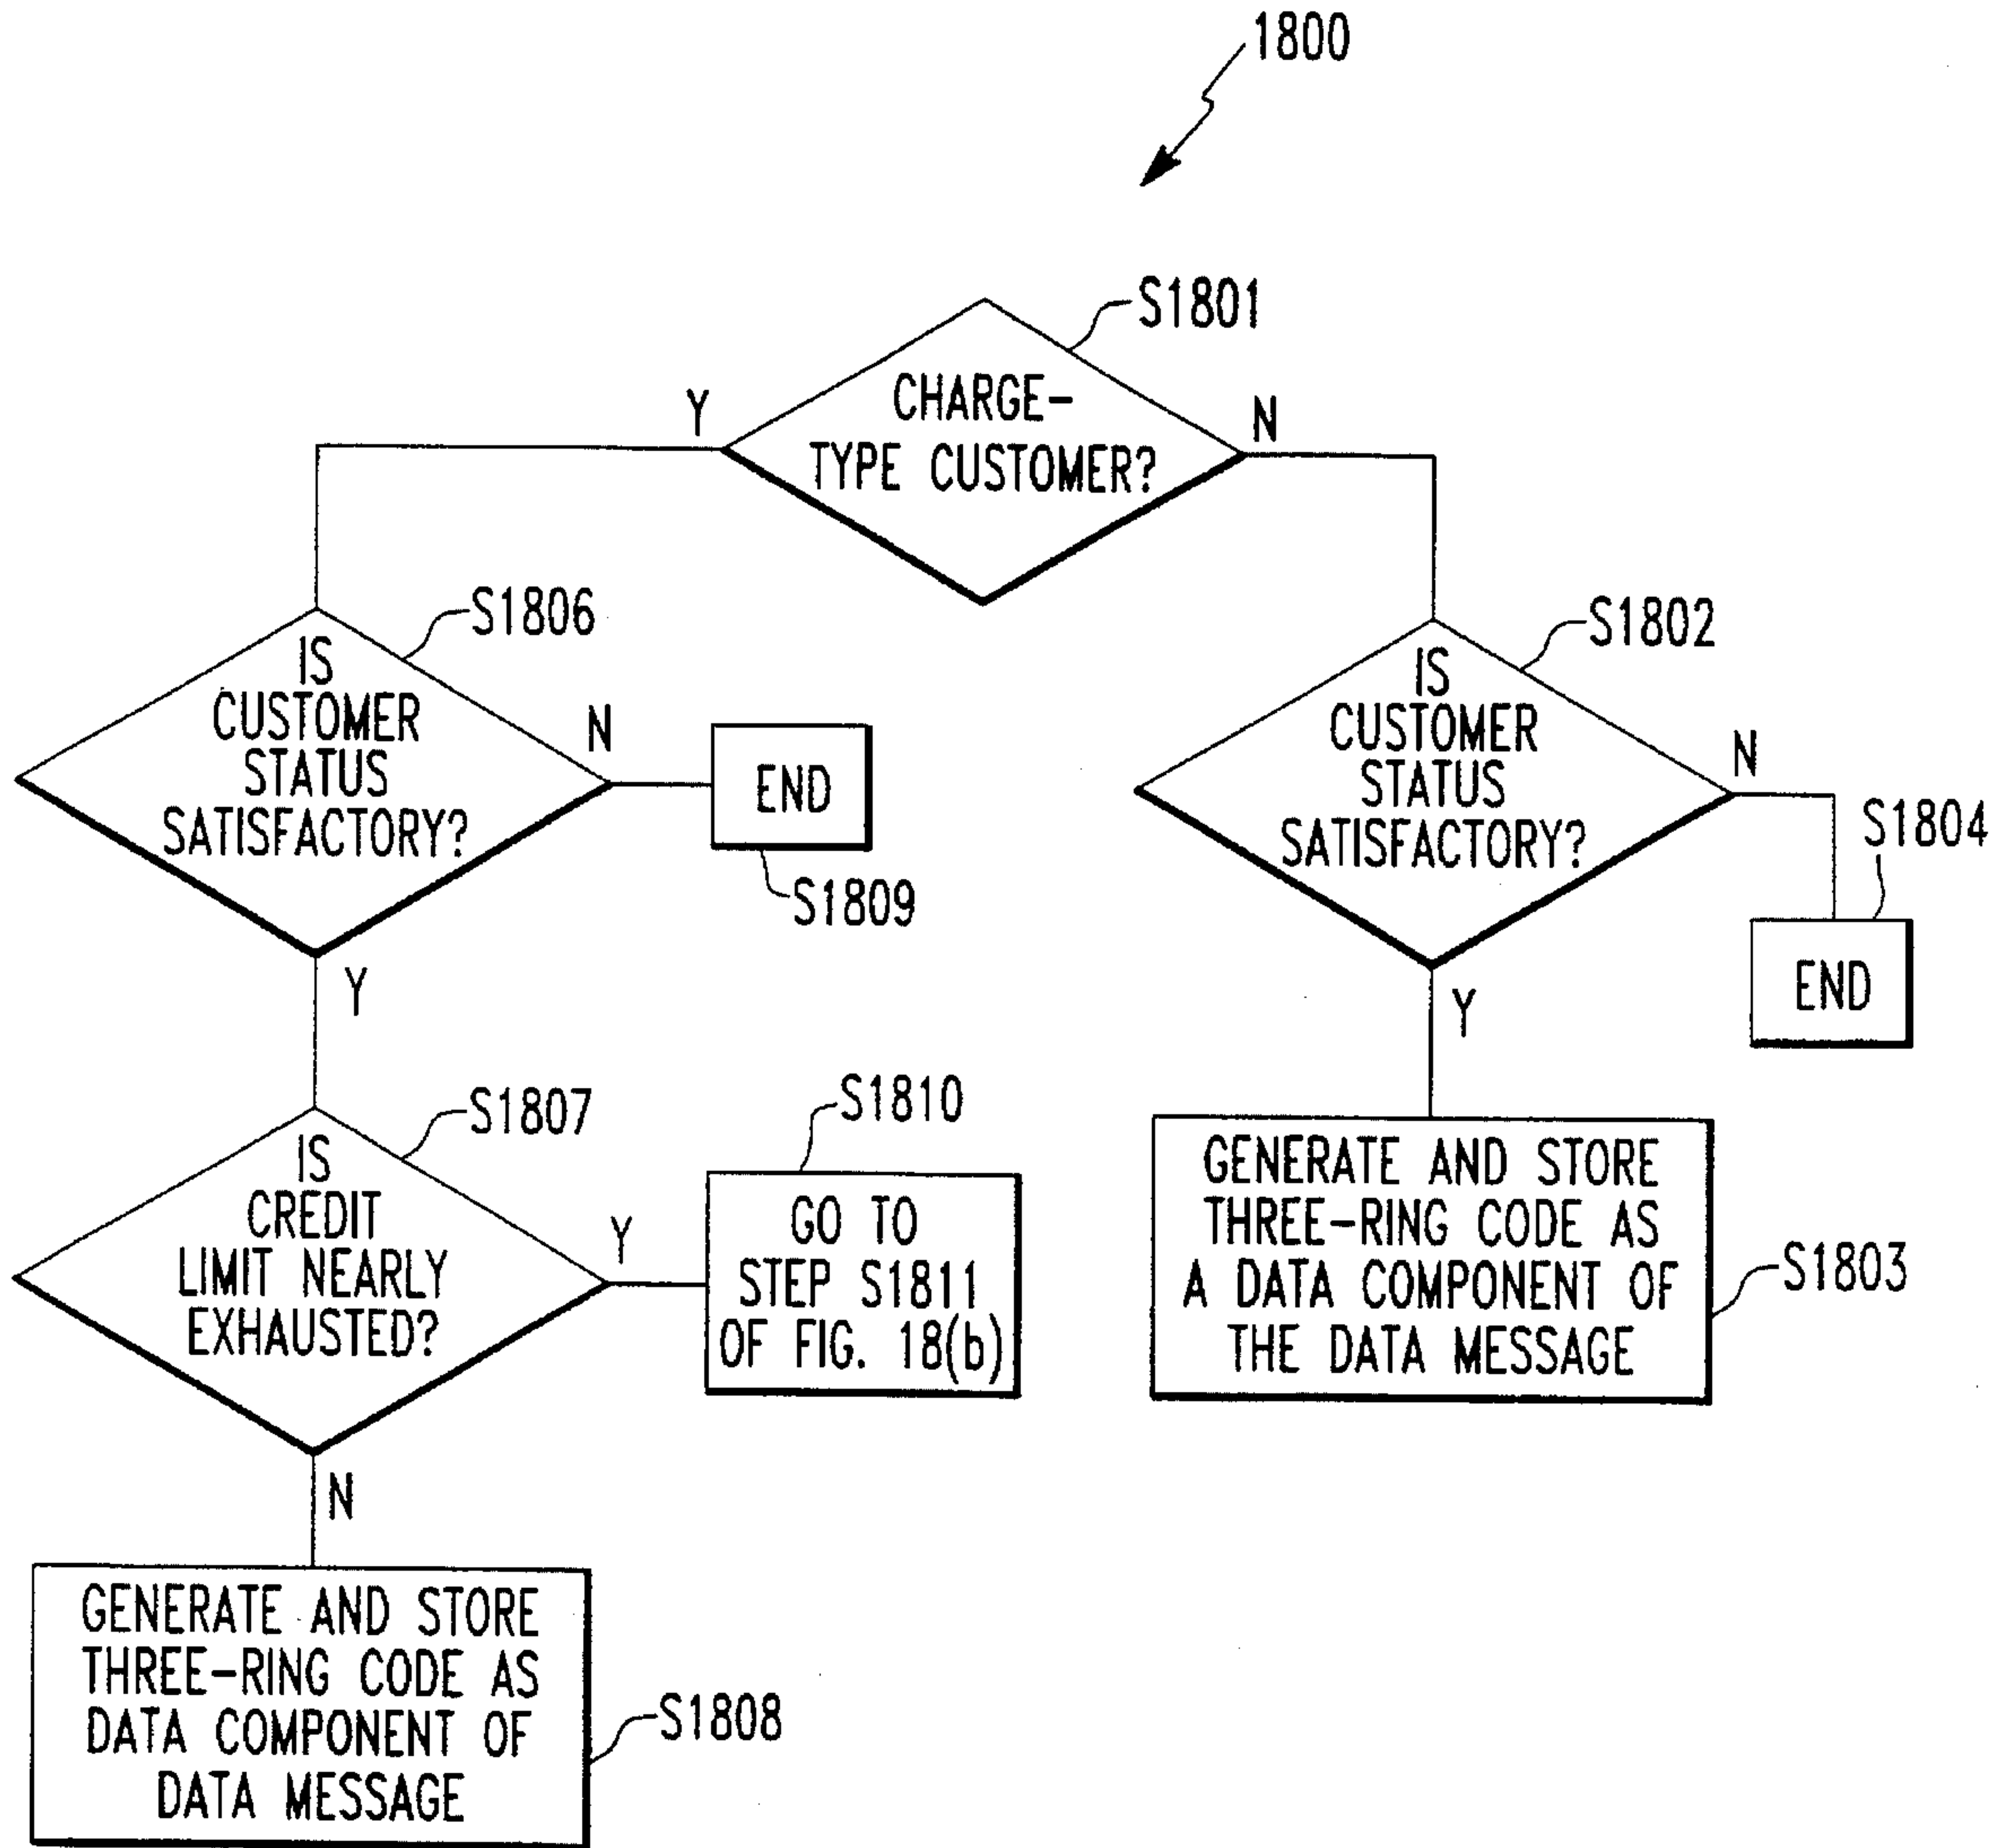 1800
S1801
CHARGE-
TYPE CUSTOMER?
Y
N
S1806
IS
CUSTOMER
STATUS
SATISFACTORY?
N
END
S1809
Y
S1802
IS
CUSTOMER
STATUS
SATISFACTORY?
N
S1804
END
Y
S1807
IS
CREDIT
LIMIT NEARLY
EXHAUSTED?
Y
S1810
GO TO
STEP S1811
OF FIG. 18(b)
N
GENERATE AND STORE
THREE-RING CODE AS
A DATA COMPONENT OF
THE DATA MESSAGE
S1803
GENERATE AND STORE
THREE-RING CODE AS
DATA COMPONENT OF
DATA MESSAGE
S1808